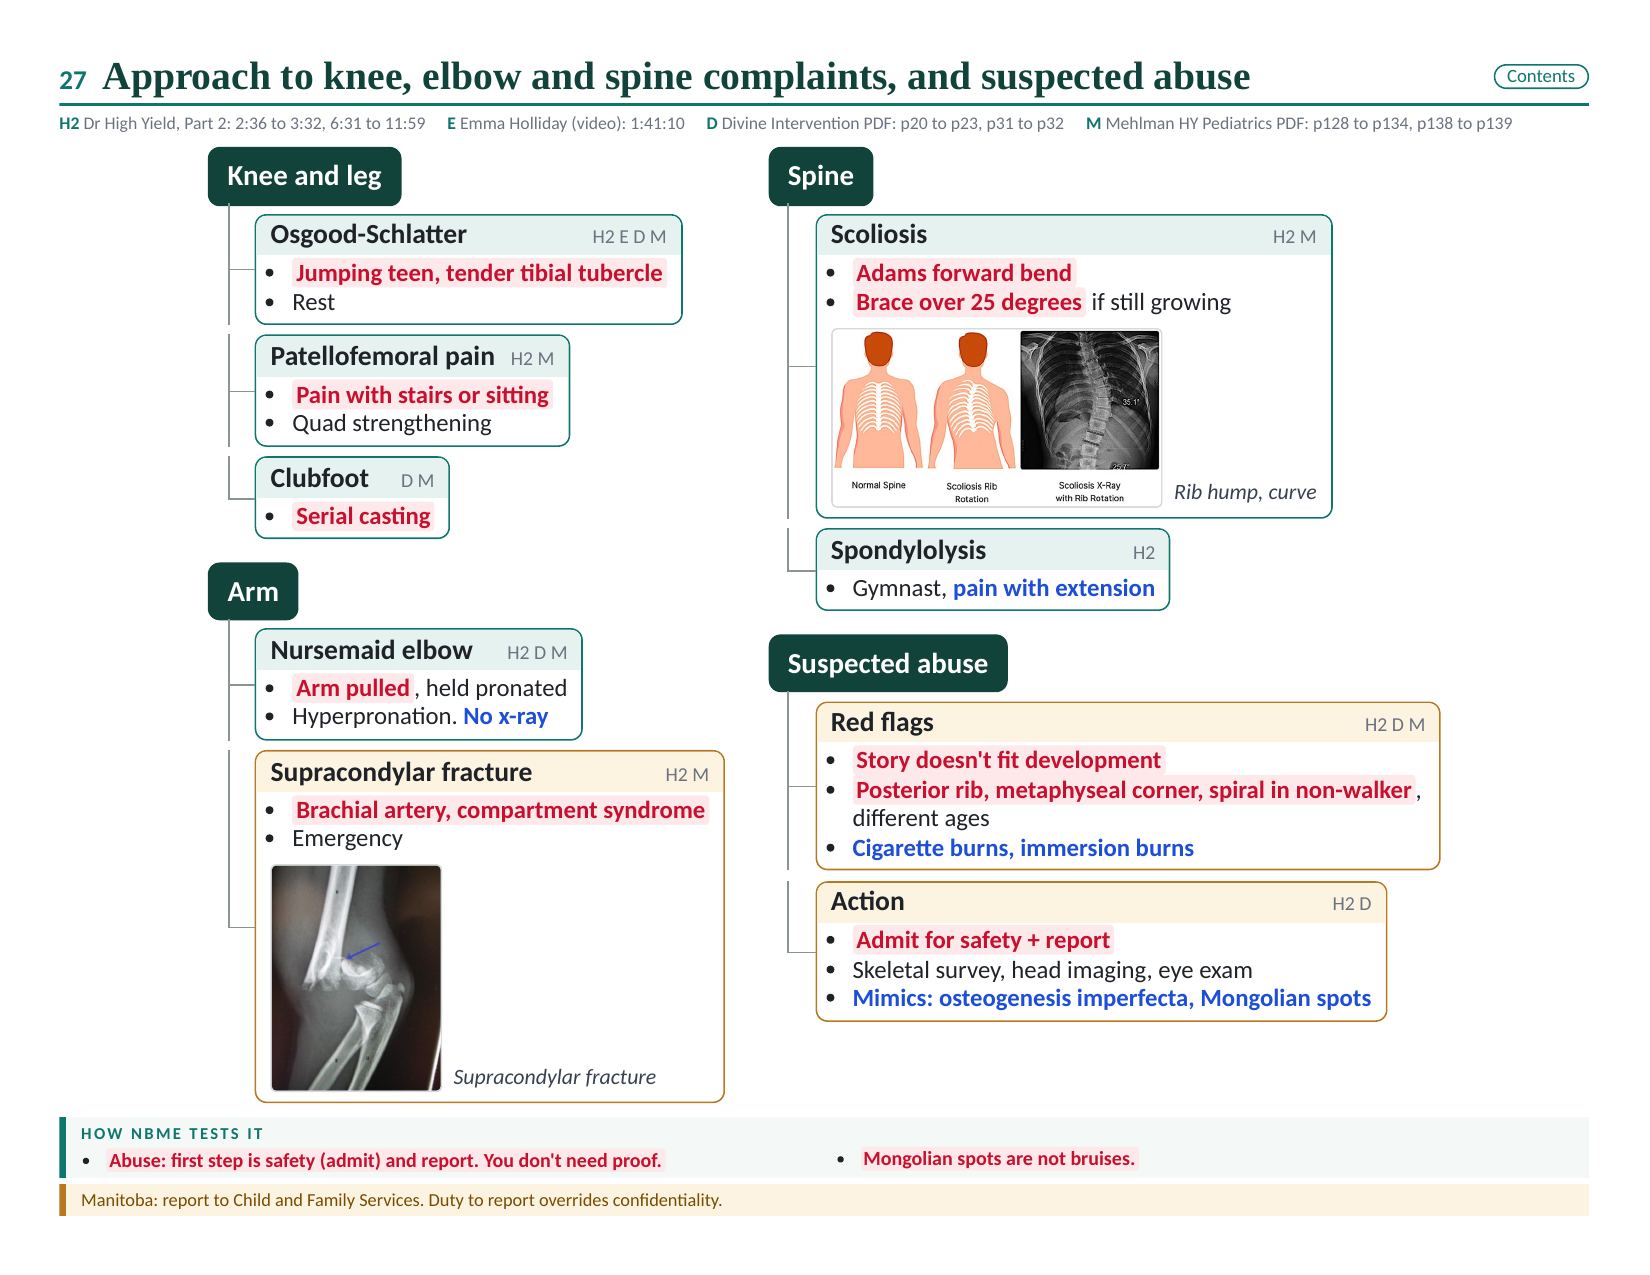 27 Approach to knee, elbow and spine complaints, and suspected abuse
Contents
H2 Dr High Yield, Part 2: 2:36 to 3:32, 6:31 to 11:59 E Emma Holliday (video): 1:41:10 D Divine Intervention PDF: p20 to p23, p31 to p32 M Mehlman HY Pediatrics PDF: p128 to p134, p138 to p139
Knee and leg
Osgood-Schlatter H2 E D M
• Jumping teen, tender tibial tubercle
• Rest
Patellofemoral pain H2 M
• Pain with stairs or sitting
• Quad strengthening
Clubfoot D M
• Serial casting
Arm
Nursemaid elbow H2 D M
• Arm pulled, held pronated
• Hyperpronation. No x-ray
Supracondylar fracture H2 M
• Brachial artery, compartment syndrome
• Emergency
Supracondylar fracture
Spine
Scoliosis H2 M
• Adams forward bend
• Brace over 25 degrees if still growing
35.1°
25.7°
Normal Spine
Scoliosis Rib
Rotation
Scoliosis X-Ray
with Rib Rotation
Rib hump, curve
Spondylolysis H2
• Gymnast, pain with extension
Suspected abuse
Red flags H2 D M
• Story doesn't fit development
• Posterior rib, metaphyseal corner, spiral in non-walker,
different ages
• Cigarette burns, immersion burns
Action H2 D
• Admit for safety + report
• Skeletal survey, head imaging, eye exam
• Mimics: osteogenesis imperfecta, Mongolian spots
HOW NBME TESTS IT
• Abuse: first step is safety (admit) and report. You don't need proof.
• Mongolian spots are not bruises.
Manitoba: report to Child and Family Services. Duty to report overrides confidentiality.